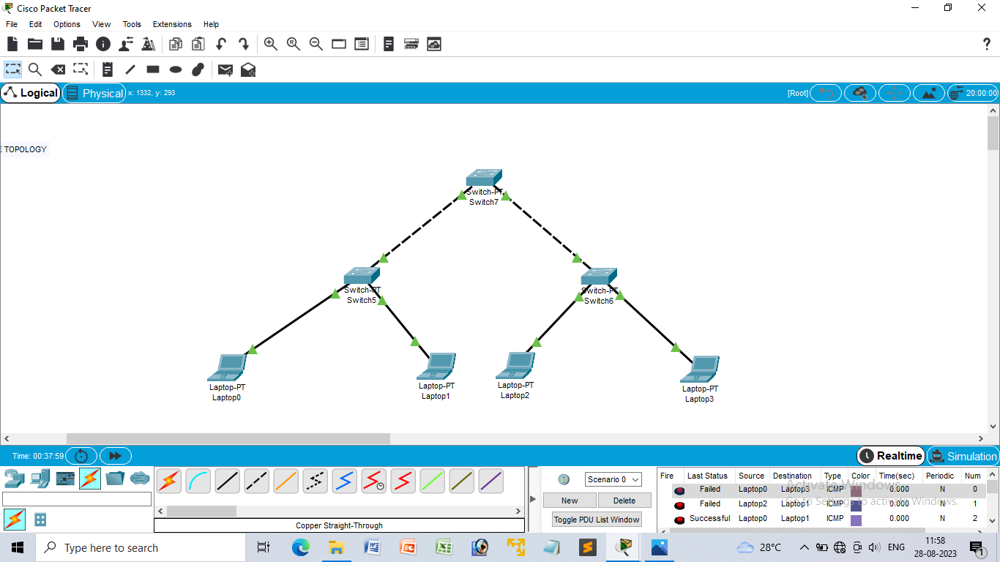 Cisco Packet Tracer
File Edit Options View Tools Extensions Help
?
Logical Physical x: 1332, y: 293 [Root] 20:00:00
E TOPOLOGY
Switch-PT
Switch7
Switch-PT
Switch5
Switch-PT
Switch6
Laptop-PT
Laptop0
Laptop-PT
Laptop1
Laptop-PT
Laptop2
Laptop-PT
Laptop3
Time: 00:37:59 Realtime Simulation
Scenario 0
New Delete
Toggle PDU List Window
Copper Straight-Through
Fire Last Status Source Destination Type Color Time(sec) Periodic Num
Failed Laptop0 Laptop3 ICMP 0.000 N 0
Failed Laptop2 Laptop1 ICMP 0.000 N 1
Successful Laptop0 Laptop1 ICMP 0.000 N 2
Activate Windows
Go to Settings to activate Windows.
Type here to search
28°C ENG 11:58
28-08-2023
1